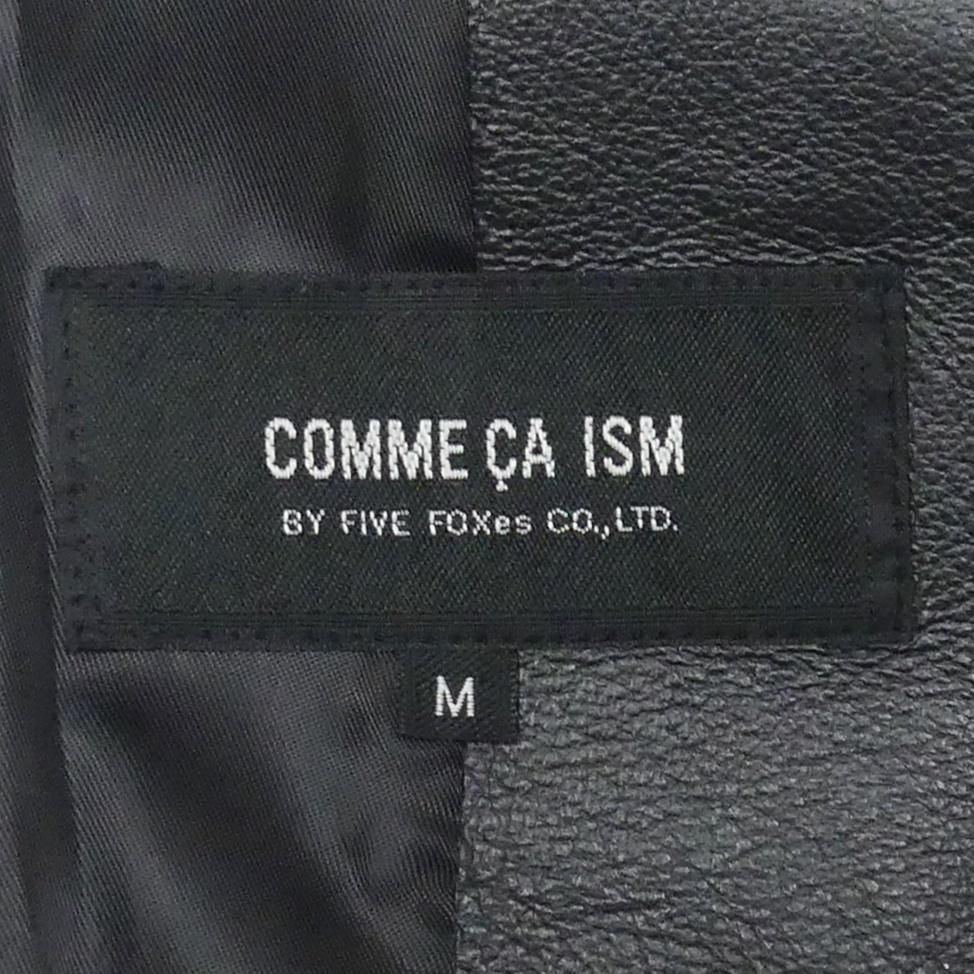 COMME ÇA ISM
BY FIVE FOXes CO.,LTD.
M